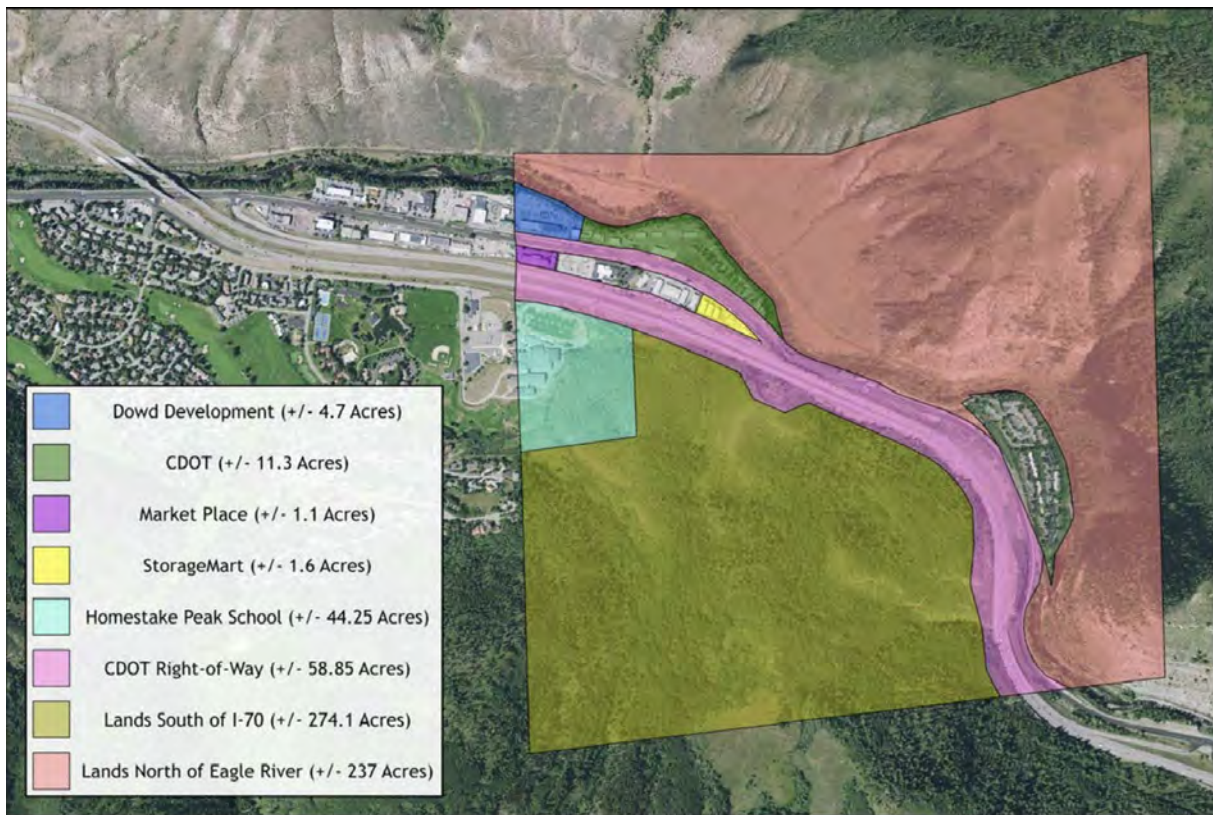 Dowd Development (+/- 4.7 Acres)
CDOT (+/- 11.3 Acres)
Market Place (+/- 1.1 Acres)
StorageMart (+/- 1.6 Acres)
Homestake Peak School (+/- 44.25 Acres)
CDOT Right-of-Way (+/- 58.85 Acres)
Lands South of I-70 (+/- 274.1 Acres)
Lands North of Eagle River (+/- 237 Acres)